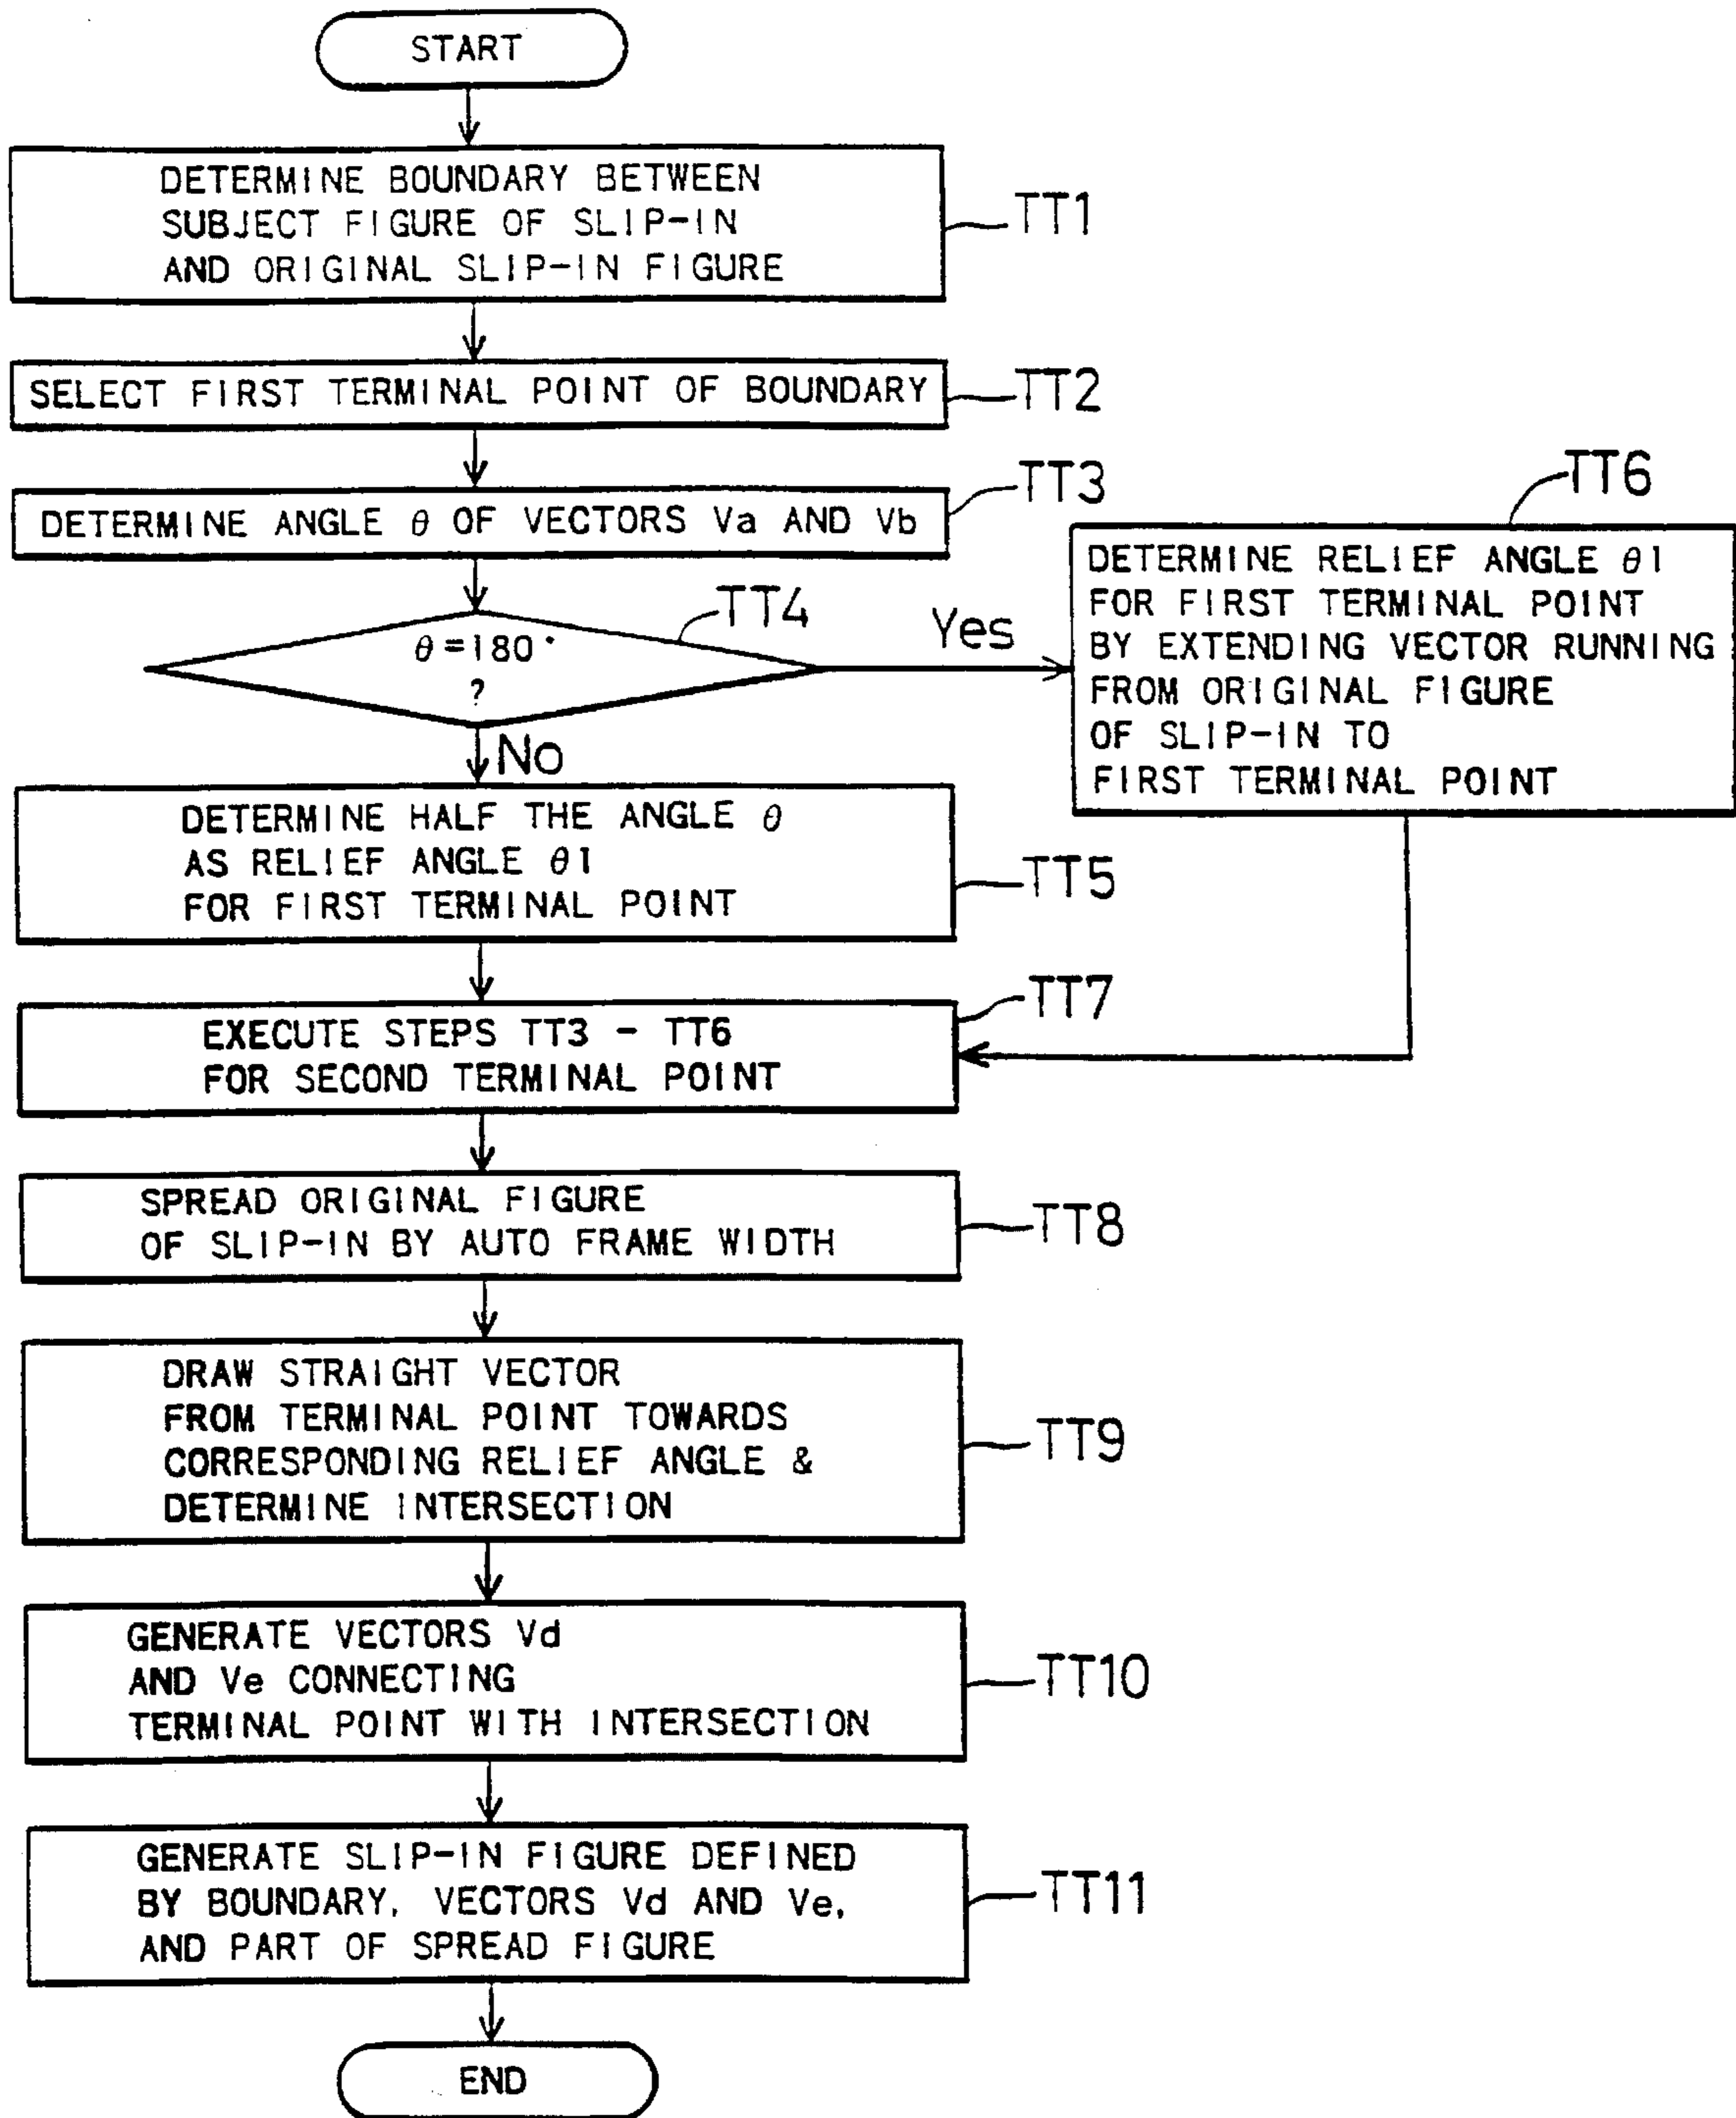 START
DETERMINE BOUNDARY BETWEEN
SUBJECT FIGURE OF SLIP-IN
AND ORIGINAL SLIP-IN FIGURE
TT1
SELECT FIRST TERMINAL POINT OF BOUNDARY
TT2
DETERMINE ANGLE θ OF VECTORS Va AND Vb
TT3
θ=180°
?
TT4
Yes
No
DETERMINE RELIEF ANGLE θ1
FOR FIRST TERMINAL POINT
BY EXTENDING VECTOR RUNNING
FROM ORIGINAL FIGURE
OF SLIP-IN TO
FIRST TERMINAL POINT
TT6
DETERMINE HALF THE ANGLE θ
AS RELIEF ANGLE θ1
FOR FIRST TERMINAL POINT
TT5
EXECUTE STEPS TT3 - TT6
FOR SECOND TERMINAL POINT
TT7
SPREAD ORIGINAL FIGURE
OF SLIP-IN BY AUTO FRAME WIDTH
TT8
DRAW STRAIGHT VECTOR
FROM TERMINAL POINT TOWARDS
CORRESPONDING RELIEF ANGLE &
DETERMINE INTERSECTION
TT9
GENERATE VECTORS Vd
AND Ve CONNECTING
TERMINAL POINT WITH INTERSECTION
TT10
GENERATE SLIP-IN FIGURE DEFINED
BY BOUNDARY, VECTORS Vd AND Ve,
AND PART OF SPREAD FIGURE
TT11
END